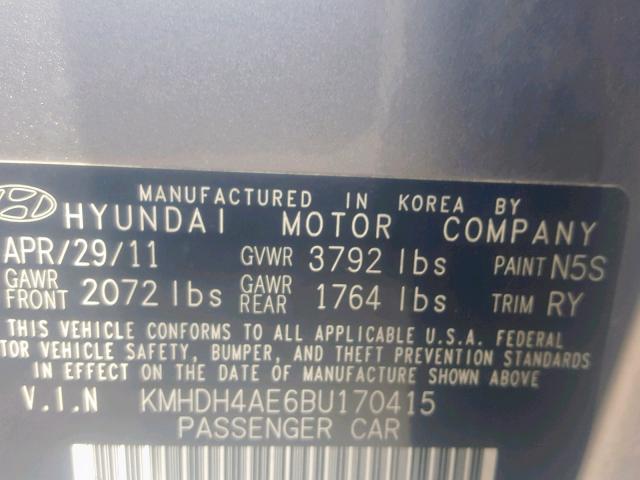 MANUFACTURED IN KOREA BY
HYUNDAI MOTOR COMPANY
APR/29/11 GVWR 3792 lbs PAINT N5S
GAWR FRONT 2072 lbs GAWR REAR 1764 lbs TRIM RY
THIS VEHICLE CONFORMS TO ALL APPLICABLE U.S.A. FEDERAL
TOR VEHICLE SAFETY, BUMPER, AND THEFT PREVENTION STANDARDS
IN EFFECT ON THE DATE OF MANUFACTURE SHOWN ABOVE.
V.I.N KMHDH4AE6BU170415
PASSENGER CAR